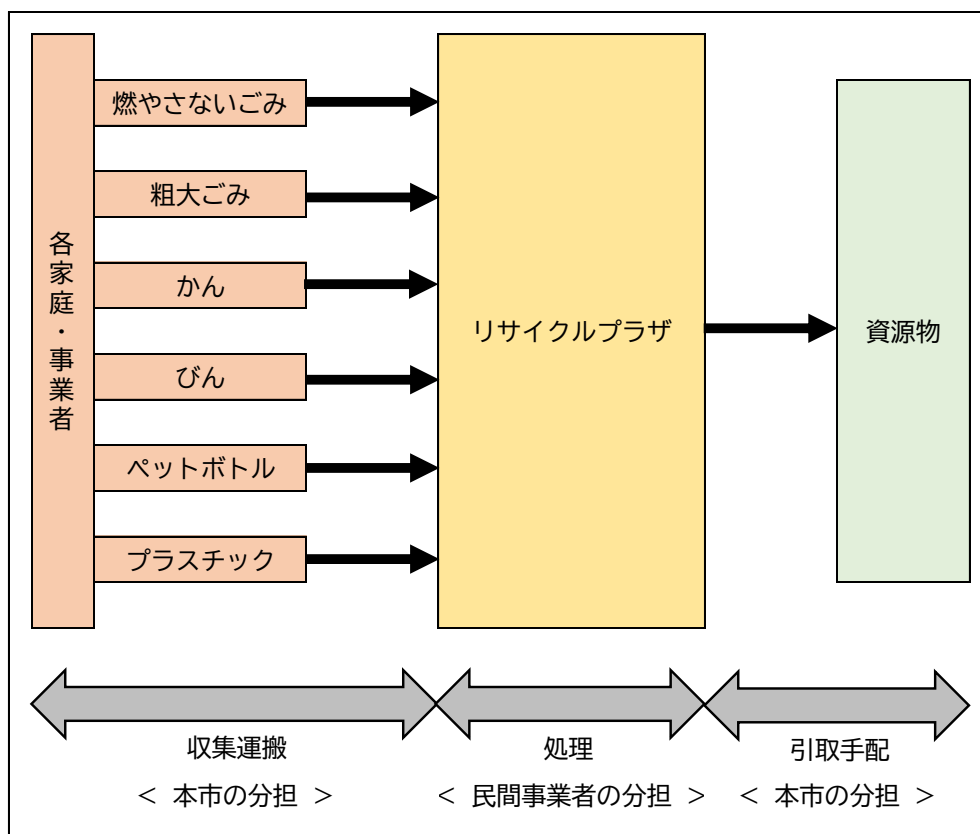 各家庭・事業者
燃やさないごみ
粗大ごみ
かん
びん
ペットボトル
プラスチック
リサイクルプラザ
資源物
収集運搬
＜ 本市の分担 ＞
処理
＜ 民間事業者の分担 ＞
引取手配
＜ 本市の分担 ＞